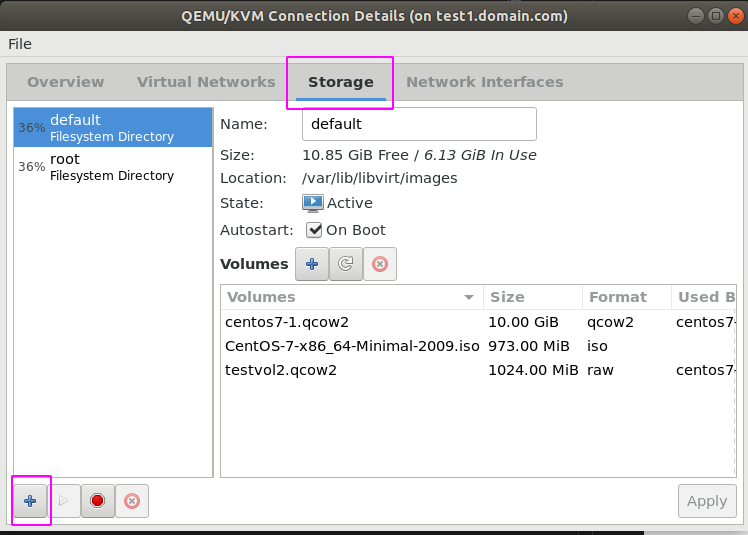 QEMU/KVM Connection Details (on test1.domain.com)
File
Overview Virtual Networks Storage Network Interfaces
36% default
Filesystem Directory
36% root
Filesystem Directory
Name: default
Size: 10.85 GiB Free / 6.13 GiB In Use
Location: /var/lib/libvirt/images
State: Active
Autostart: On Boot
Volumes
Volumes Size Format Used B
centos7-1.qcow2 10.00 GiB qcow2 centos7-
CentOS-7-x86_64-Minimal-2009.iso 973.00 MiB iso
testvol2.qcow2 1024.00 MiB raw centos7-
Apply